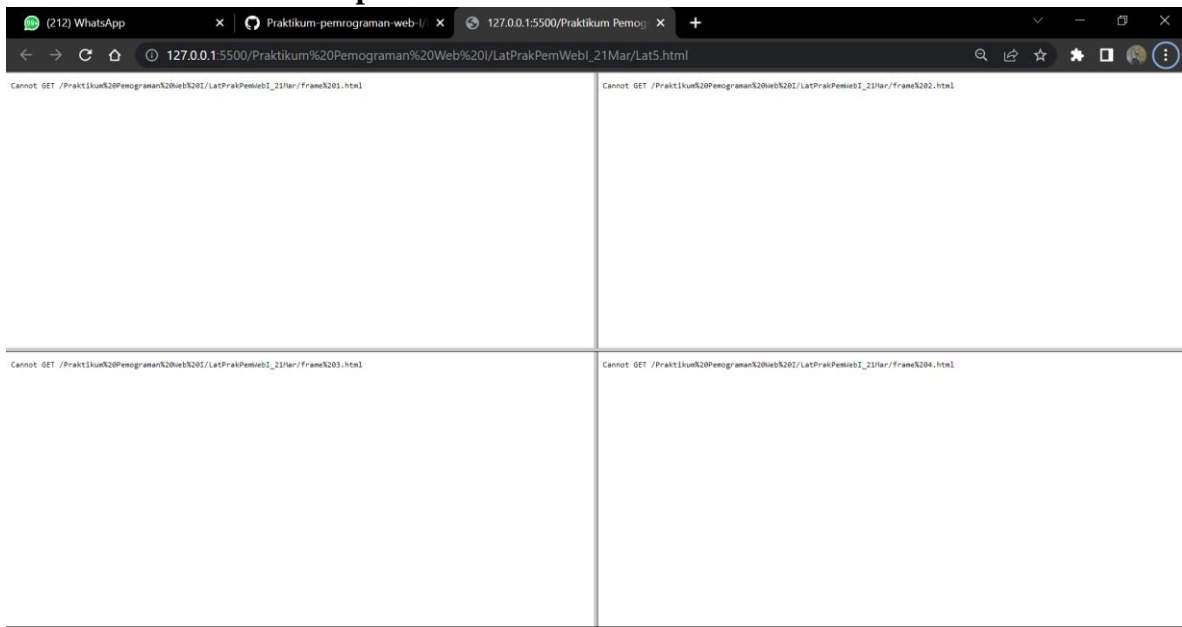 (212) WhatsApp
Praktikum-pemrograman-web-I/
127.0.0.1:5500/Praktikum Pemog
127.0.0.1:5500/Praktikum%20Pemograman%20Web%20I/LatPrakPemWebI_21Mar/Lat5.html
Cannot GET /Praktikum%20Pemograman%20Web%20I/LatPrakPemWebI_21Mar/frame%201.html
Cannot GET /Praktikum%20Pemograman%20Web%20I/LatPrakPemWebI_21Mar/frame%202.html
Cannot GET /Praktikum%20Pemograman%20Web%20I/LatPrakPemWebI_21Mar/frame%203.html
Cannot GET /Praktikum%20Pemograman%20Web%20I/LatPrakPemWebI_21Mar/frame%204.html